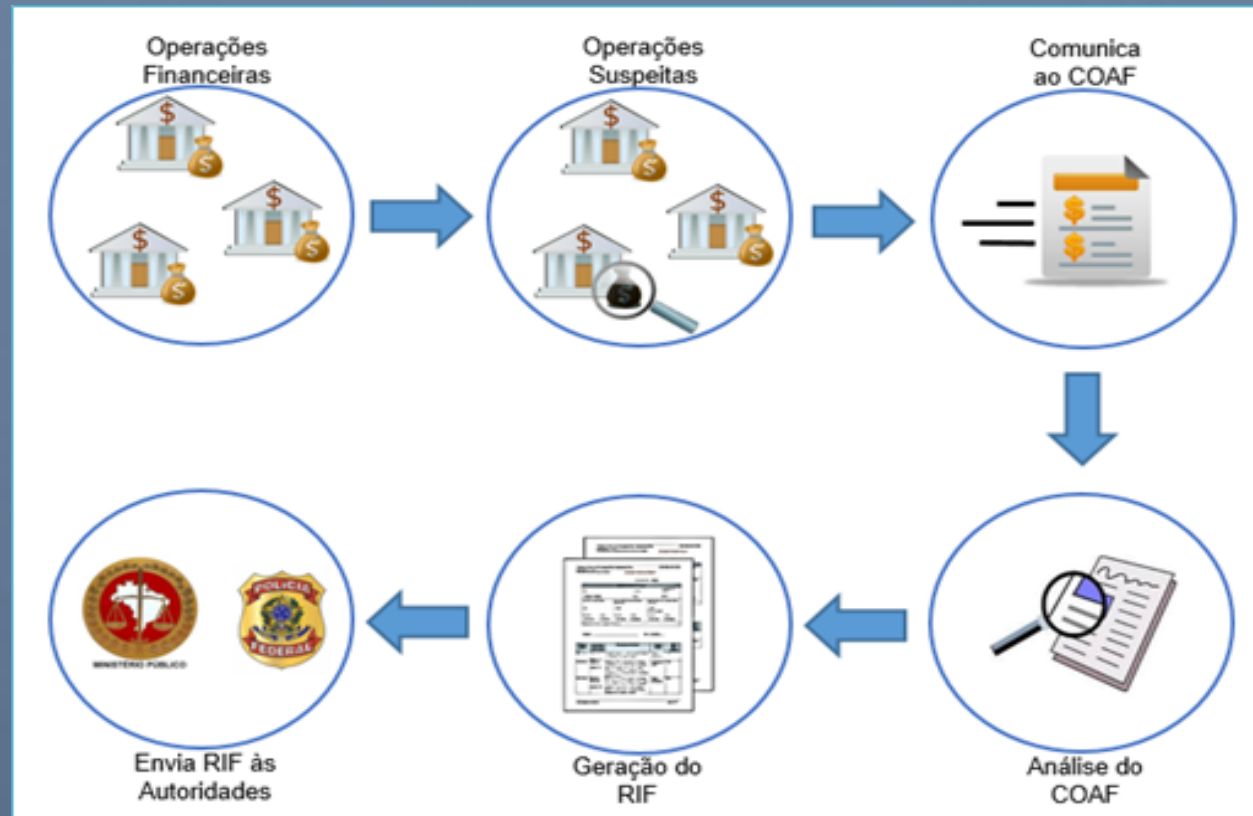 Operações
Financeiras
Operações
Suspeitas
Comunica
ao COAF
$
$
$
$
$
$
$
$
$
$
$
$
$
$
MINISTÉRIO PÚBLICO
POLÍCIA
FEDERAL
Envia RIF às
Autoridades
Geração do
RIF
Análise do
COAF